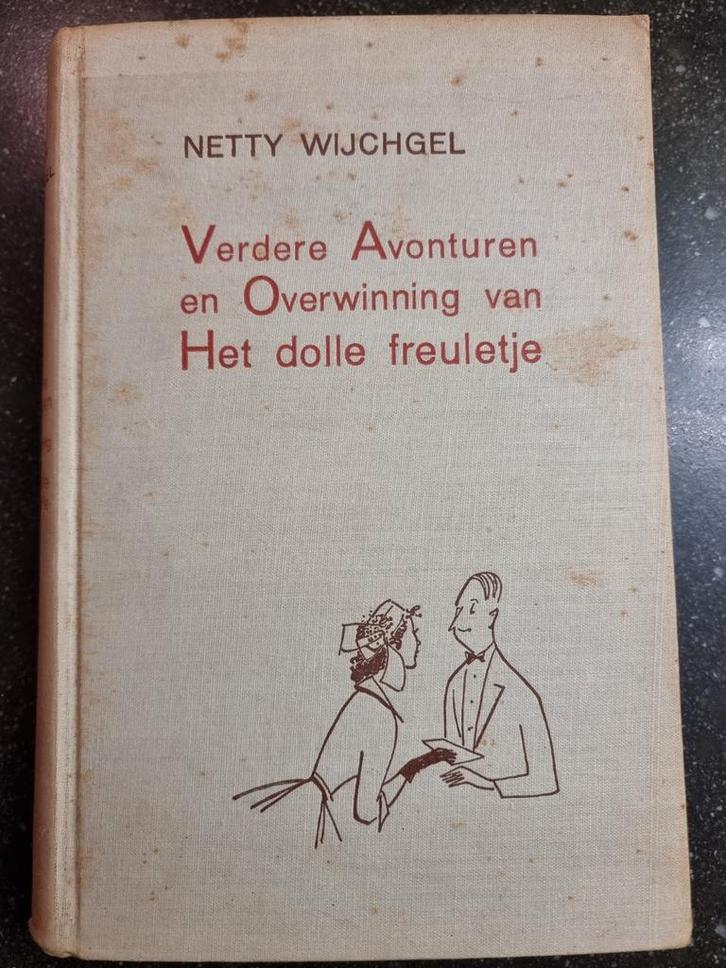 NETTY WIJCHGEL
Verdere Avonturen
en Overwinning van
Het dolle freuletje